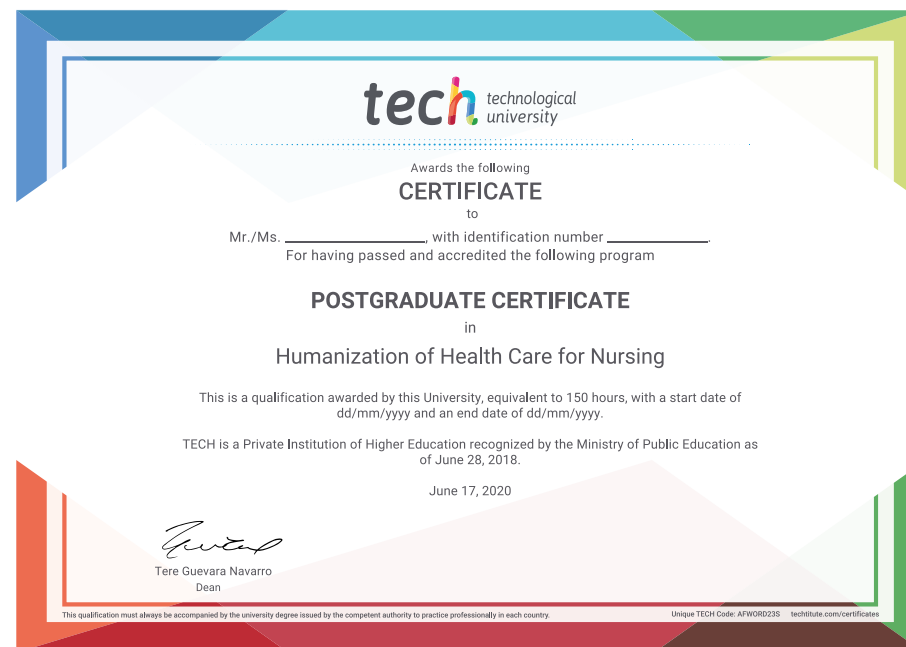 tech technological
university
Awards the following
CERTIFICATE
to
Mr./Ms. ____________________, with identification number ______________.
For having passed and accredited the following program
POSTGRADUATE CERTIFICATE
in
Humanization of Health Care for Nursing
This is a qualification awarded by this University, equivalent to 150 hours, with a start date of
dd/mm/yyyy and an end date of dd/mm/yyyy.
TECH is a Private Institution of Higher Education recognized by the Ministry of Public Education as
of June 28, 2018.
June 17, 2020
Tere Guevara Navarro
Dean
This qualification must always be accompanied by the university degree issued by the competent authority to practice professionally in each country. Unique TECH Code: AFWORD23S techtitute.com/certificates